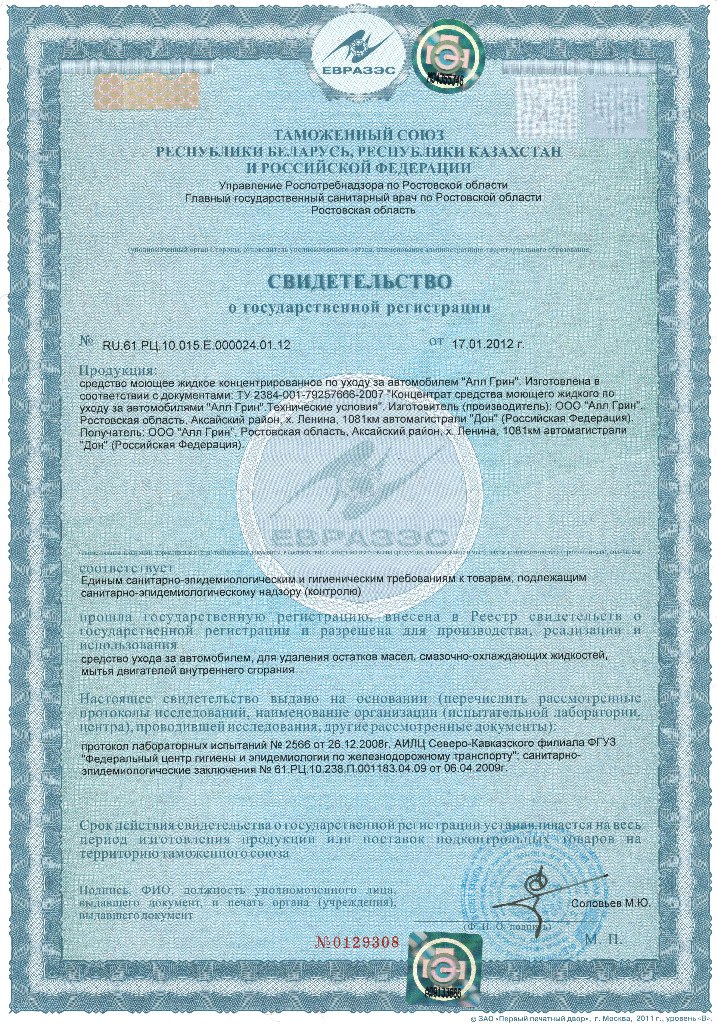 ЕВРАЗЭС
ТАМОЖЕННЫЙ СОЮЗ
РЕСПУБЛИКИ БЕЛАРУСЬ, РЕСПУБЛИКИ КАЗАХСТАН
И РОССИЙСКОЙ ФЕДЕРАЦИИ
Управление Роспотребнадзора по Ростовской области
Главный государственный санитарный врач по Ростовской области
Ростовская область
(уполномоченный орган Стороны, руководитель уполномоченного органа, наименование административно-территориального образования)
СВИДЕТЕЛЬСТВО
о государственной регистрации
№ RU.61.РЦ.10.015.Е.000024.01.12 от 17.01.2012 г.
Продукция:
средство моющее жидкое концентрированное по уходу за автомобилем "Алл Грин". Изготовлена в
соответствии с документами: ТУ 2384-001-79257666-2007 "Концентрат средства моющего жидкого по
уходу за автомобилями "Алл Грин".Технические условия". Изготовитель (производитель): ООО "Алл Грин",
Ростовская область, Аксайский район, х. Ленина, 1081км автомагистрали "Дон" (Российская Федерация)
Получатель: ООО "Алл Грин", Ростовская область, Аксайский район, х. Ленина, 1081км автомагистрали
"Дон" (Российская Федерация).
ЕВРАЗЭС
соответствует
Единым санитарно-эпидемиологическим и гигиеническим требованиям к товарам, подлежащим
санитарно-эпидемиологическому надзору (контролю)
прошла государственную регистрацию, внесена в Реестр свидетельств о
государственной регистрации и разрешена для производства, реализации и
использования
средство ухода за автомобилем, для удаления остатков масел, смазочно-охлаждающих жидкостей,
мытья двигателей внутреннего сгорания
Настоящее свидетельство выдано на основании (перечислить рассмотренные
протоколы исследований, наименование организации (испытательной лаборатории,
центра), проводившей исследования, другие рассмотренные документы):
протокол лабораторных испытаний № 2566 от 26.12.2008г. АИЛЦ Северо-Кавказского филиала ФГУЗ
"Федеральный центр гигиены и эпидемиологии по железнодорожному транспорту"; санитарно-
эпидемиологические заключения № 61.РЦ.10.238.П.001183.04.09 от 06.04.2009г.
Срок действия свидетельства о государственной регистрации устанавливается на весь
период изготовления продукции или поставок подконтрольных товаров на
территорию таможенного союза
Подпись, ФИО, должность уполномоченного лица,
выдавшего документ, и печать органа (учреждения),
выдавшего документ
Соловьев М.Ю.
(Ф. И. О./подпись)
М. П.
№0129308
© ЗАО «Первый печатный двор», г. Москва, 2011 г., уровень «В».